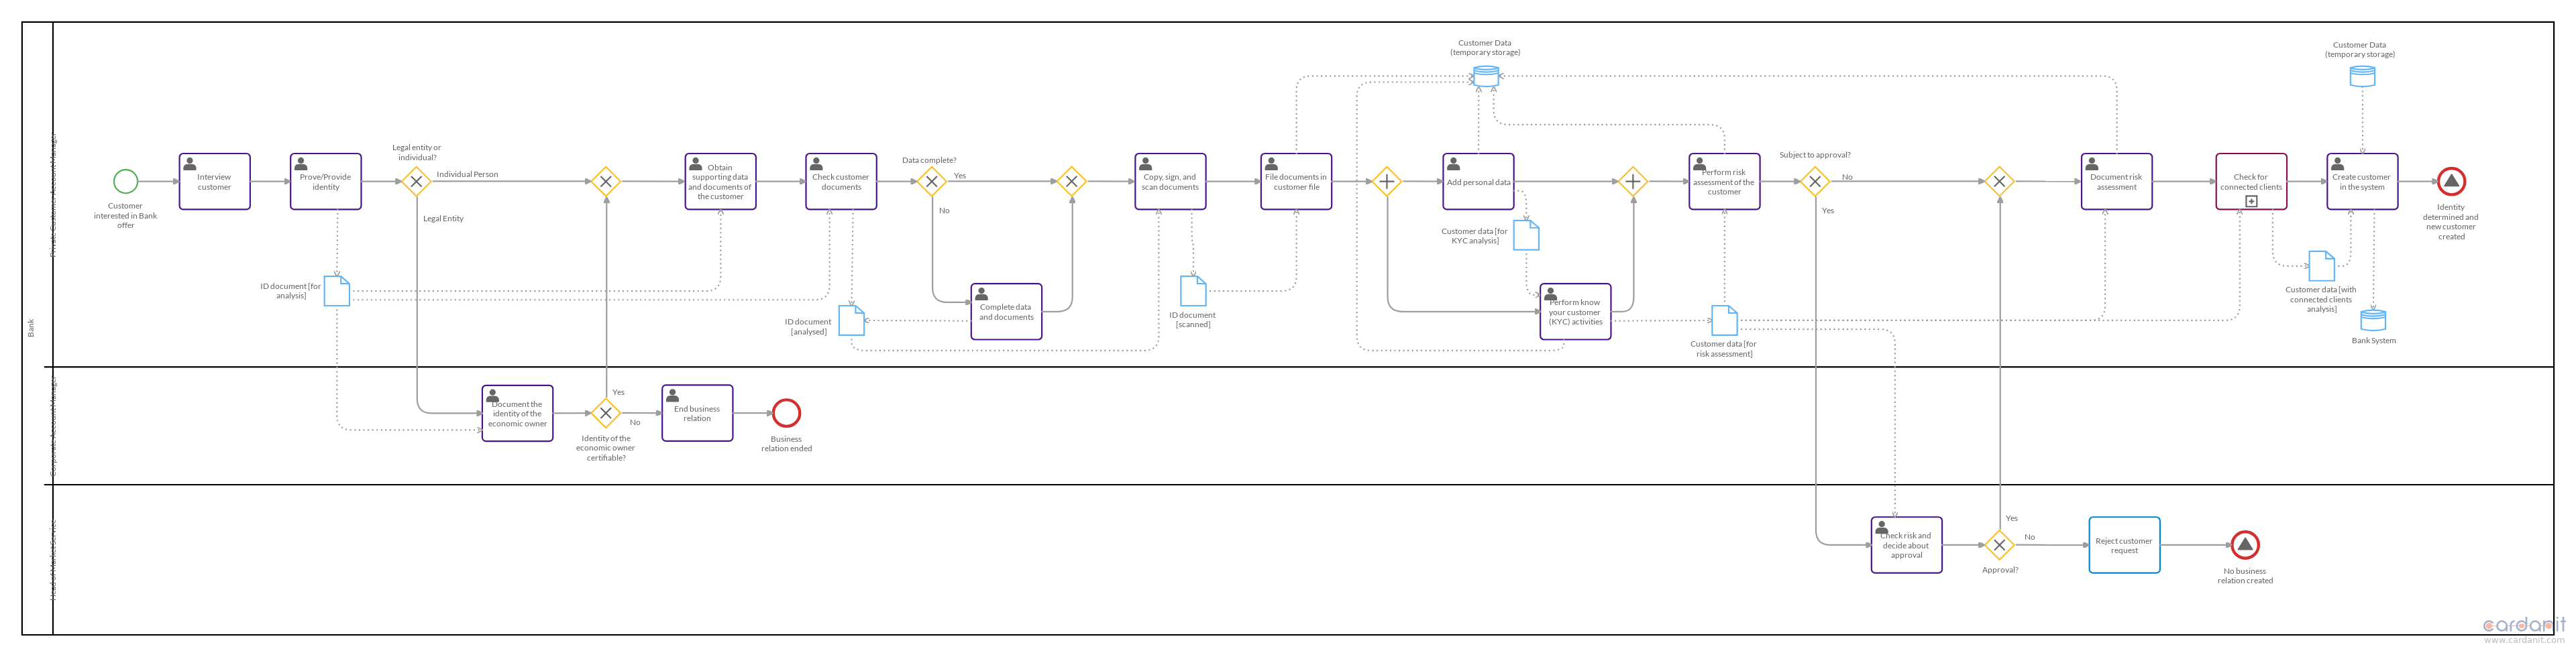 Customer Data
(temporary storage)
Customer Data
(temporary storage)
Bank
Private Customer Account Manager
Customer
interested in Bank
offer
Interview
customer
Prove/Provide
identity
Legal entity or
individual?
Individual Person
Legal Entity
Obtain
supporting data
and documents of
the customer
Check customer
documents
Data complete?
Yes
No
Copy, sign, and
scan documents
File documents in
customer file
Add personal data
Perform risk
assessment of the
customer
Subject to approval?
No
Yes
Document risk
assessment
Check for
connected clients
Create customer
in the system
Identity
determined and
new customer
created
ID document [for
analysis]
ID document
[analysed]
Complete data
and documents
ID document
[scanned]
Customer data [for
KYC analysis]
Perform know
your customer
(KYC) activities
Customer data [for
risk assessment]
Customer data [with
connected clients
analysis]
Bank System
Corporate Account Manager
Document the
identity of the
economic owner
Yes
No
Identity of the
economic owner
certifiable?
End business
relation
Business
relation ended
Head of Market Service
Check risk and
decide about
approval
Yes
No
Approval?
Reject customer
request
No business
relation created
cardanit
www.cardanit.com